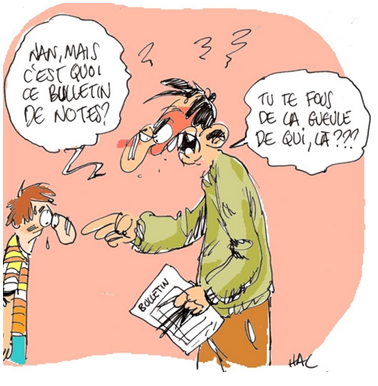 NAN, MAIS
C'EST QUOI
CE BULLETIN
DE NOTES?
TU TE FOUS
DE LA GUEULE
DE QUI, LÀ???
BULLETIN
HAC